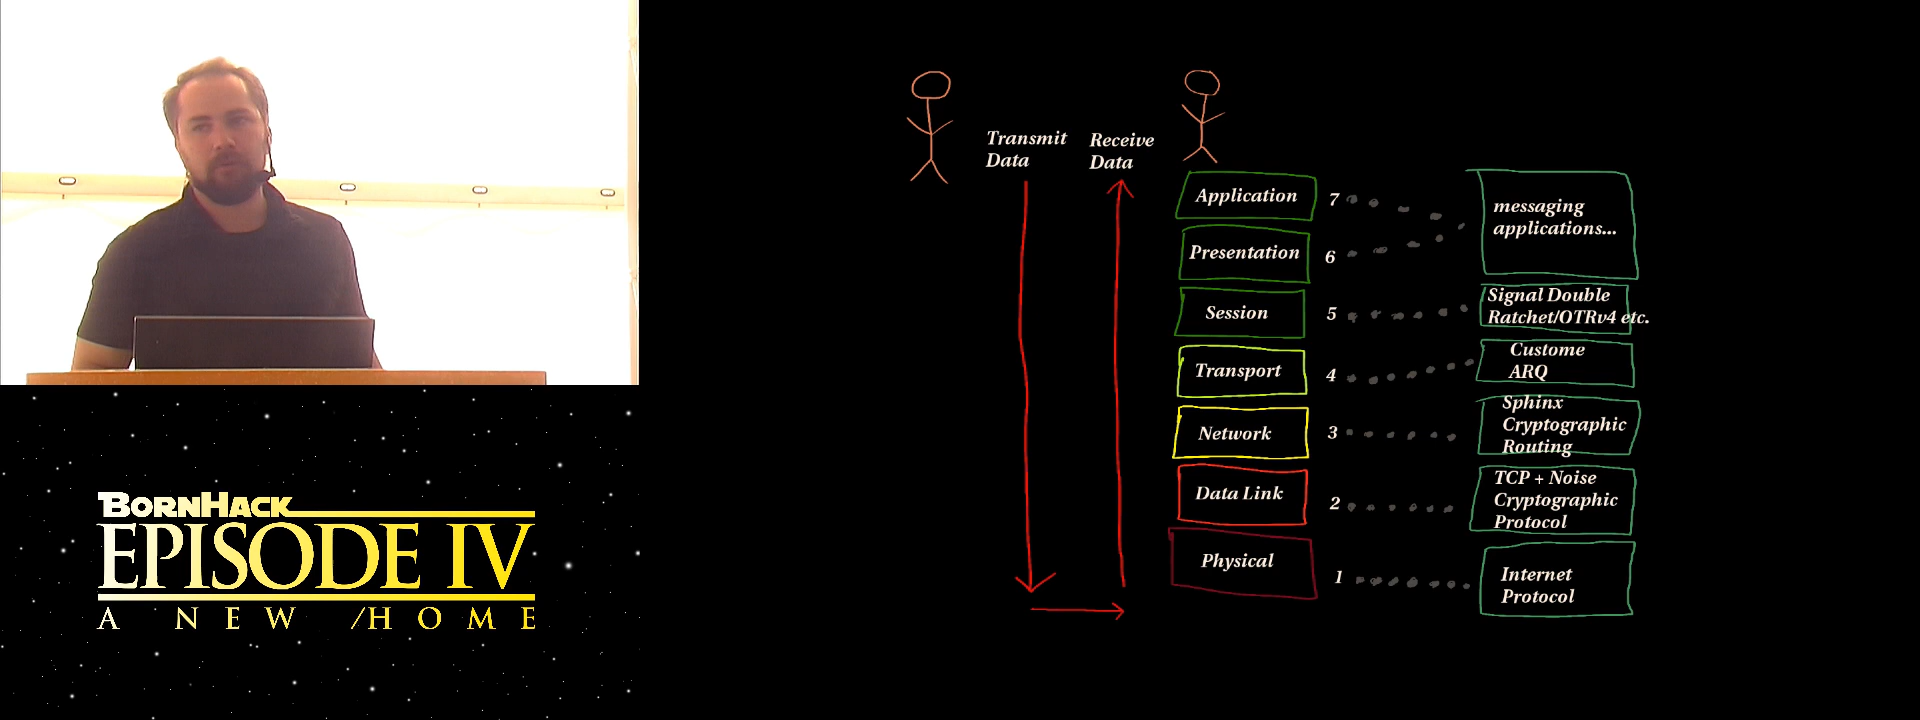 BORNHACK
EPISODE IV
A NEW /HOME
Transmit
Data
Receive
Data
Application
7
Presentation
6
Session
5
Transport
4
Network
3
Data Link
2
Physical
1
messaging
applications...
Signal Double
Ratchet/OTRv4 etc.
Custome
ARQ
Sphinx
Cryptographic
Routing
TCP + Noise
Cryptographic
Protocol
Internet
Protocol